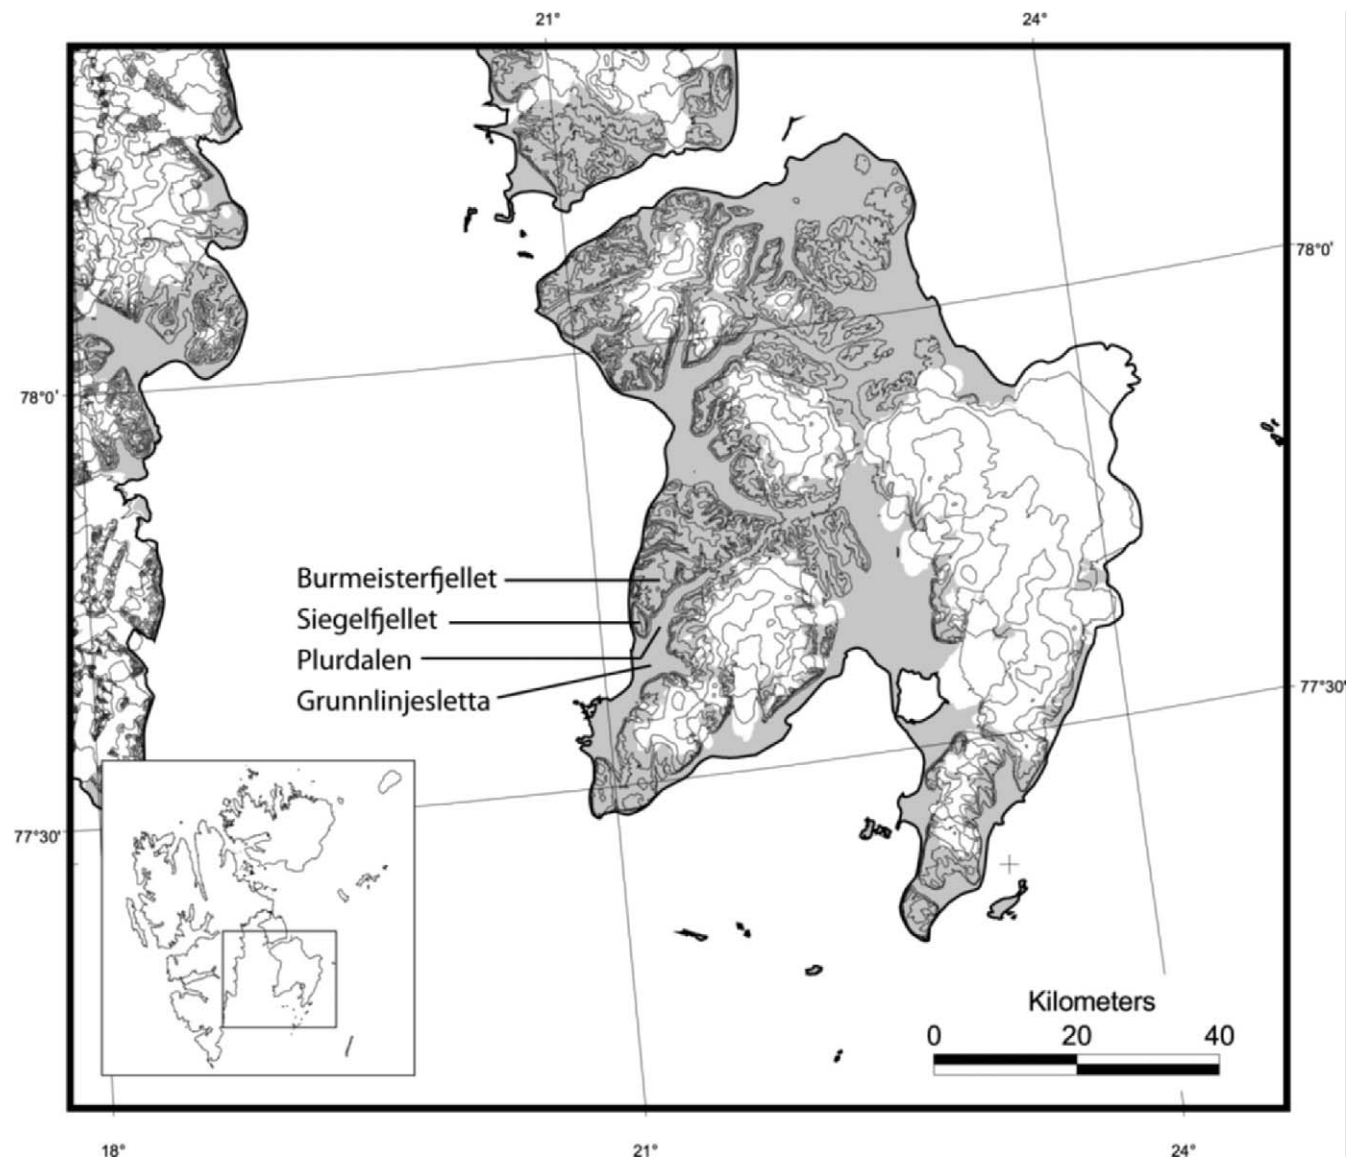 21° 24°
78°0'
78°0'
Burmeisterfjellet
Siegelfjellet
Plurdalen
Grunnlinjesletta
77°30'
77°30'
Kilometers
0 20 40
18° 21° 24°